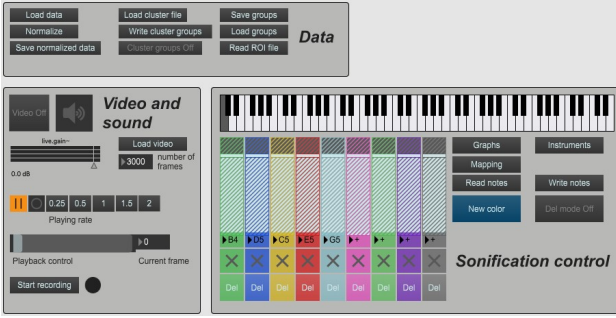 Load data
Load cluster file
Save groups
Normalize
Write cluster groups
Load groups
Save normalized data
Cluster groups Off
Read ROI file
Data
Video Off
Video and
sound
live.gain~
0.0 dB
Load video
3000
number of
frames
0.25 0.5 1 1.5 2
Playing rate
0
Playback control
Current frame
Start recording
Graphs
Instruments
Mapping
Read notes
Write notes
New color
Del mode Off
B4 D5 C5 E5 G5 + + + +
Del Del Del Del Del Del Del Del Del
Sonification control